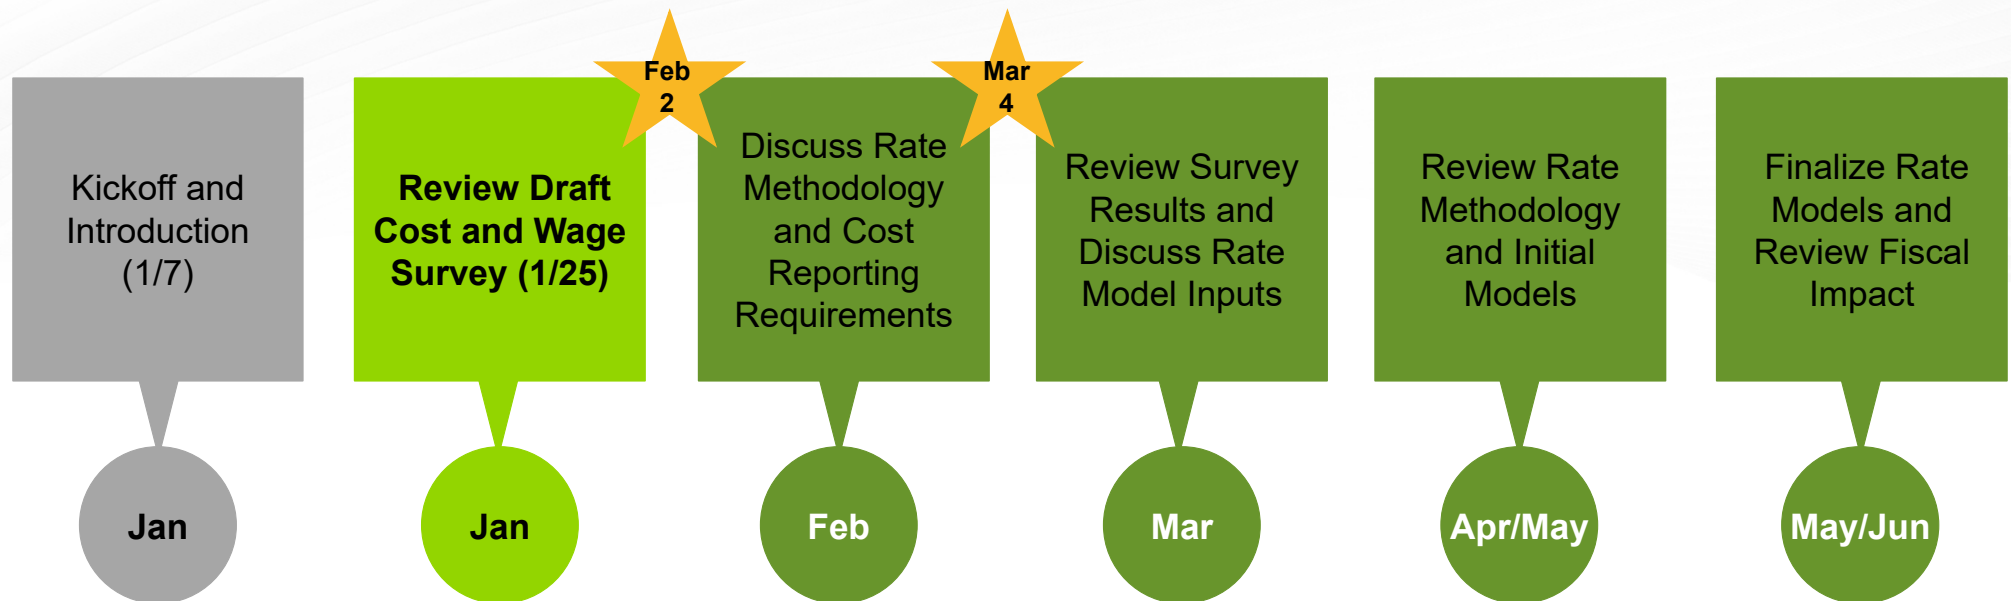 Kickoff and
Introduction
(1/7)
Review Draft
Cost and Wage
Survey (1/25)
Feb
2
Discuss Rate
Methodology
and Cost
Reporting
Requirements
Mar
4
Review Survey
Results and
Discuss Rate
Model Inputs
Review Rate
Methodology
and Initial
Models
Finalize Rate
Models and
Review Fiscal
Impact
Jan
Jan
Feb
Mar
Apr/May
May/Jun